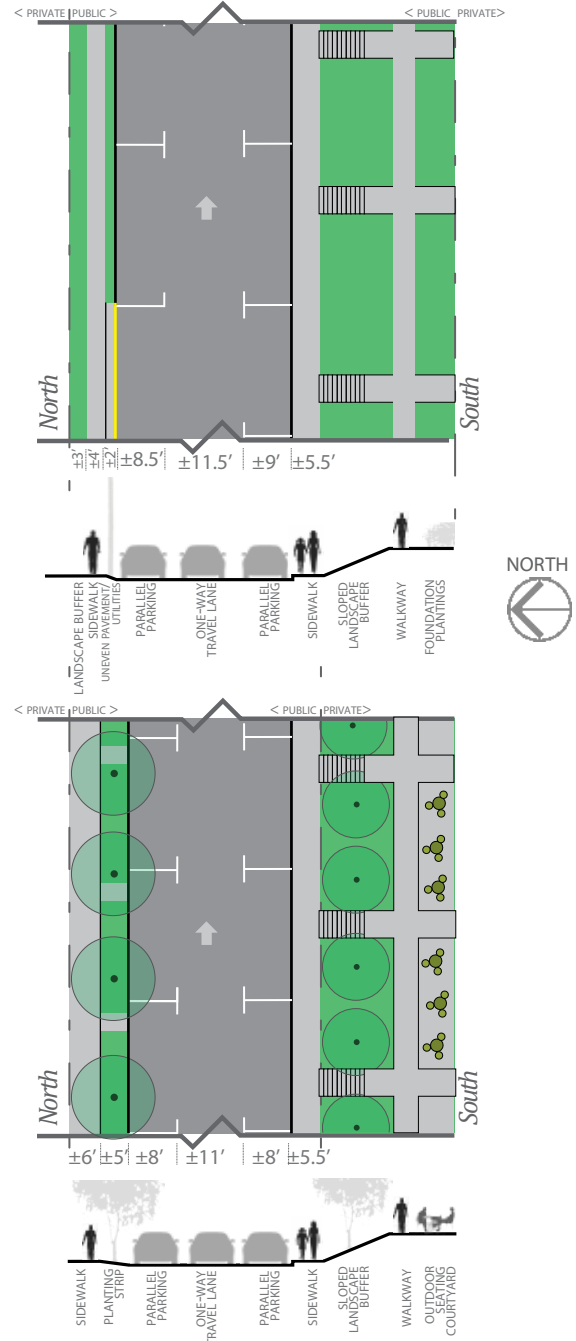 < PRIVATE PUBLIC >
< PUBLIC PRIVATE>
North
South
±3'
±4'
±2'
±8.5'
±11.5'
±9'
±5.5'
LANDSCAPE BUFFER
SIDEWALK
UNEVEN PAVEMENT/
UTILITIES
PARALLEL
PARKING
ONE-WAY
TRAVEL LANE
PARALLEL
PARKING
SIDEWALK
SLOPED
LANDSCAPE
BUFFER
WALKWAY
FOUNDATION
PLANTINGS
NORTH
< PRIVATE PUBLIC >
< PUBLIC PRIVATE>
North
South
±6'
±5'
±8'
±11'
±8'
±5.5'
SIDEWALK
PLANTING
STRIP
PARALLEL
PARKING
ONE-WAY
TRAVEL LANE
PARALLEL
PARKING
SIDEWALK
SLOPED
LANDSCAPE
BUFFER
WALKWAY
OUTDOOR
SEATING
COURTYARD